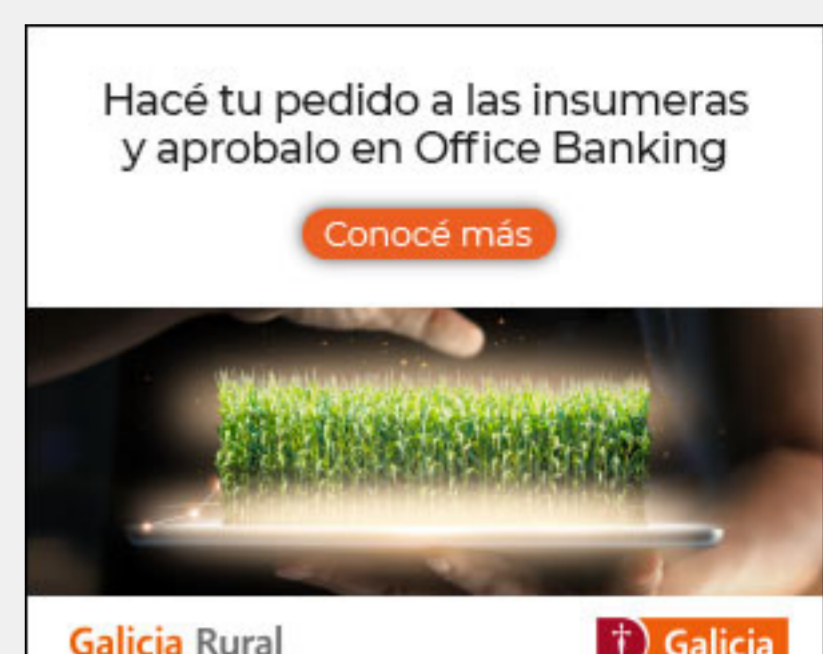 Hacé tu pedido a las insumeras
y aprobalo en Office Banking
Conocé más
Galicia Rural
Galicia